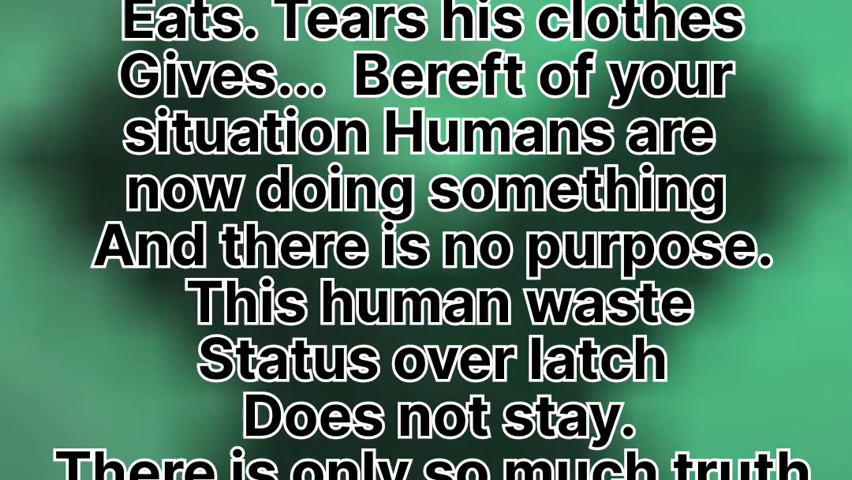 Eats. Tears his clothes
Gives... Bereft of your
situation Humans are
now doing something
And there is no purpose.
This human waste
Status over latch
Does not stay.
There is only so much truth